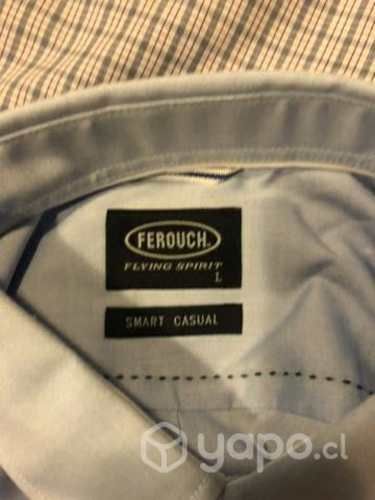 FEROUCH.
FLYING SPIRIT
L
SMART CASUAL
yapo.cl